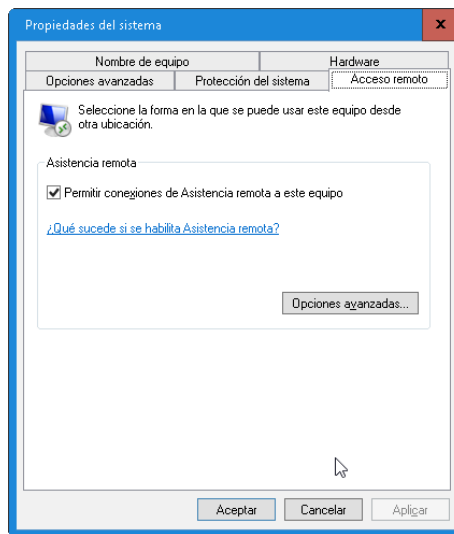 Propiedades del sistema
x
Nombre de equipo
Hardware
Opciones avanzadas
Protección del sistema
Acceso remoto
Seleccione la forma en la que se puede usar este equipo desde
otra ubicación.
Asistencia remota
Permitir conexiones de Asistencia remota a este equipo
¿Qué sucede si se habilita Asistencia remota?
Opciones avanzadas...
Aceptar
Cancelar
Aplicar